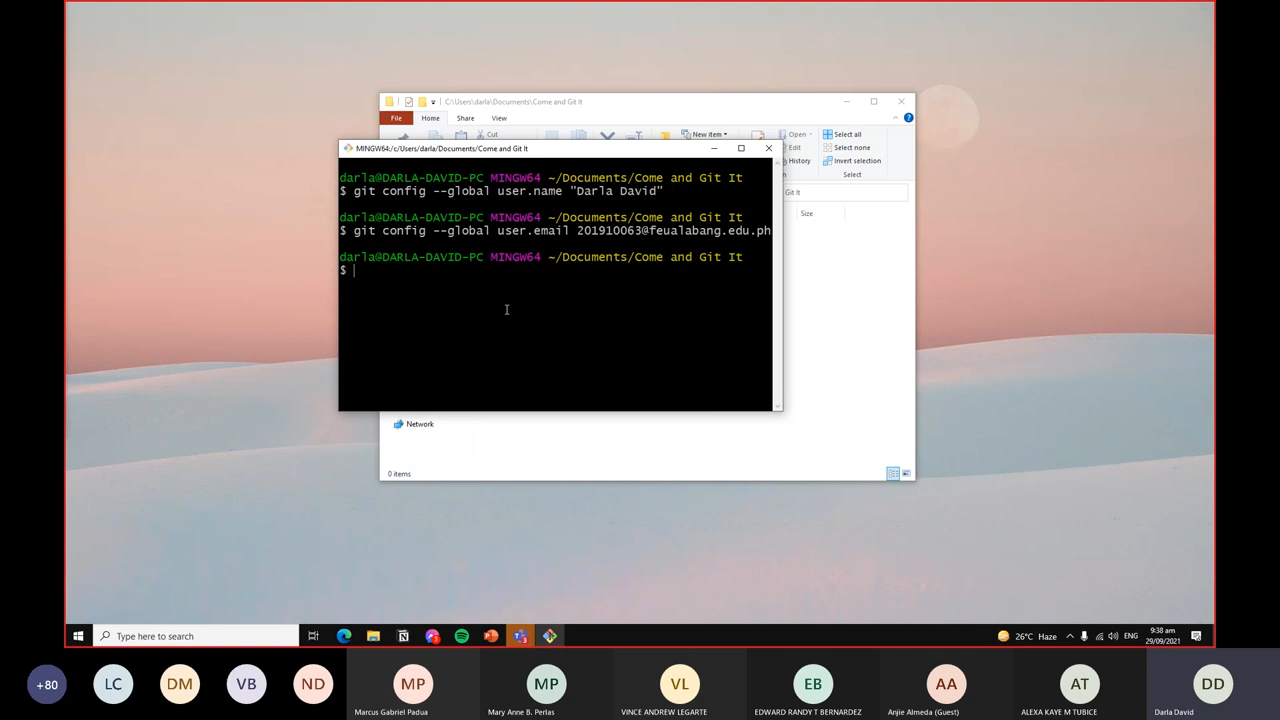 C:\Users\darla\Documents\Come and Git It
File Home Share View
Cut
New item
Open
Select all
Edit
Select none
History
Invert selection
Select
MINGW64:/c/Users/darla/Documents/Come and Git It
Git It
Size
darla@DARLA-DAVID-PC MINGW64 ~/Documents/Come and Git It
$ git config --global user.name "Darla David"
darla@DARLA-DAVID-PC MINGW64 ~/Documents/Come and Git It
$ git config --global user.email 201910063@feualabang.edu.ph
darla@DARLA-DAVID-PC MINGW64 ~/Documents/Come and Git It
$
Network
0 items
Type here to search
26°C Haze
ENG
9:38 am
29/09/2021
+80
LC
DM
VB
ND
MP
Marcus Gabriel Padua
MP
Mary Anne B. Perlas
VL
VINCE ANDREW LEGARTE
EB
EDWARD RANDY T BERNARDEZ
AA
Anjie Almeda (Guest)
AT
ALEXA KAYE M TUBICE
DD
Darla David